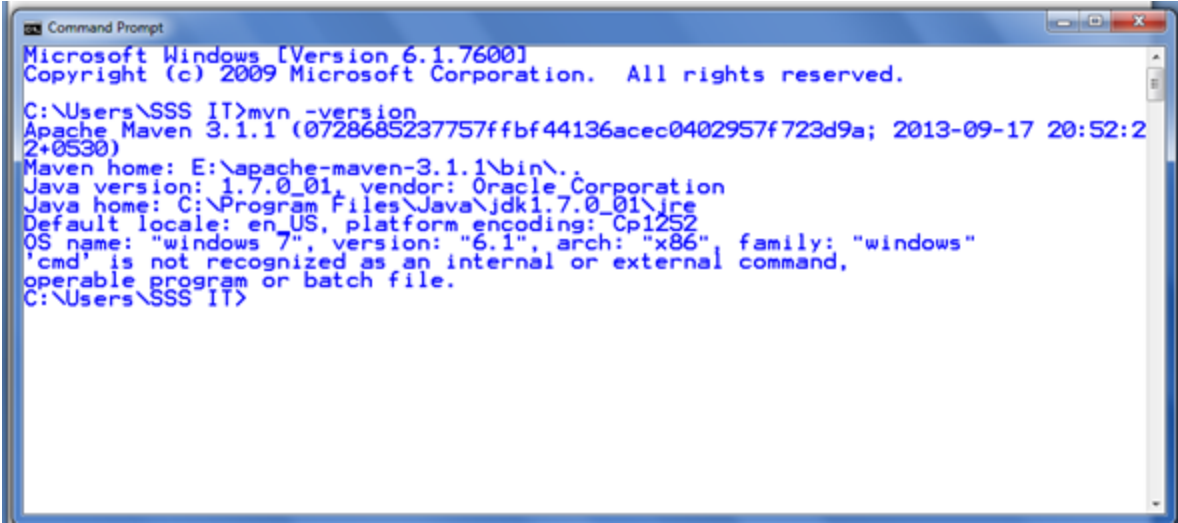 Command Prompt
Microsoft Windows [Version 6.1.7600]
Copyright (c) 2009 Microsoft Corporation.  All rights reserved.
C:\Users\SSS IT>mvn -version
Apache Maven 3.1.1 (0728685237757ffbf44136acec0402957f723d9a; 2013-09-17 20:52:2
2+0530)
Maven home: E:\apache-maven-3.1.1\bin\..
Java version: 1.7.0_01, vendor: Oracle Corporation
Java home: C:\Program Files\Java\jdk1.7.0_01\jre
Default locale: en_US, platform encoding: Cp1252
OS name: "windows 7", version: "6.1", arch: "x86", family: "windows"
'cmd' is not recognized as an internal or external command,
operable program or batch file.
C:\Users\SSS IT>